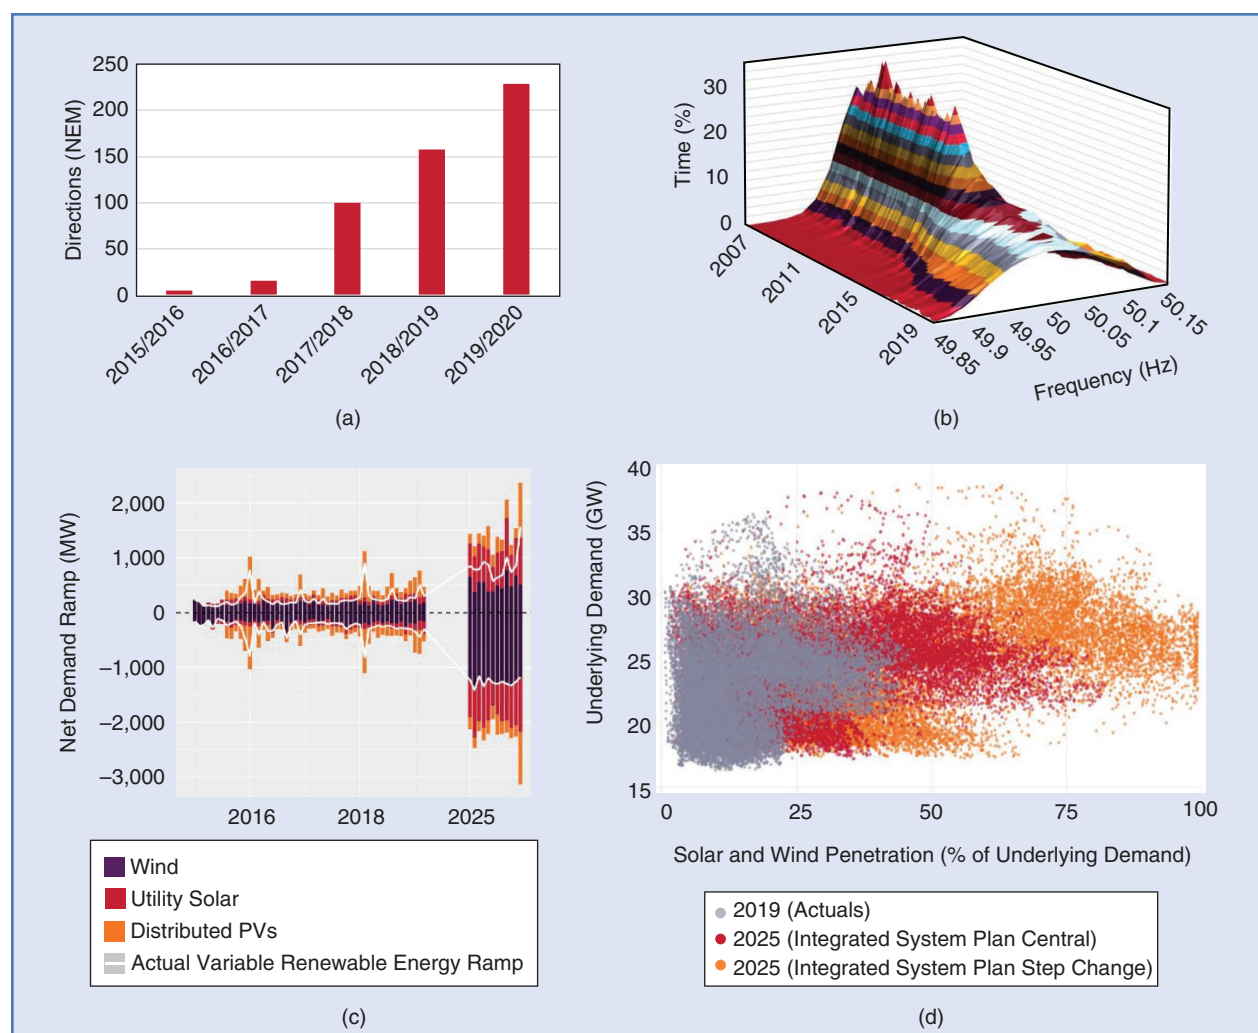 250
200
150
100
50
0
Directions (NEM)
2015/2016
2016/2017
2017/2018
2018/2019
2019/2020
(a)
30
20
10
0
Time (%)
2007
2011
2015
2019
49.85
49.9
49.95
50
50.05
50.1
50.15
Frequency (Hz)
(b)
2,000
1,000
0
−1,000
−2,000
−3,000
Net Demand Ramp (MW)
2016
2018
2025
Wind
Utility Solar
Distributed PVs
Actual Variable Renewable Energy Ramp
(c)
40
35
30
25
20
15
Underlying Demand (GW)
0
25
50
75
100
Solar and Wind Penetration (% of Underlying Demand)
2019 (Actuals)
2025 (Integrated System Plan Central)
2025 (Integrated System Plan Step Change)
(d)